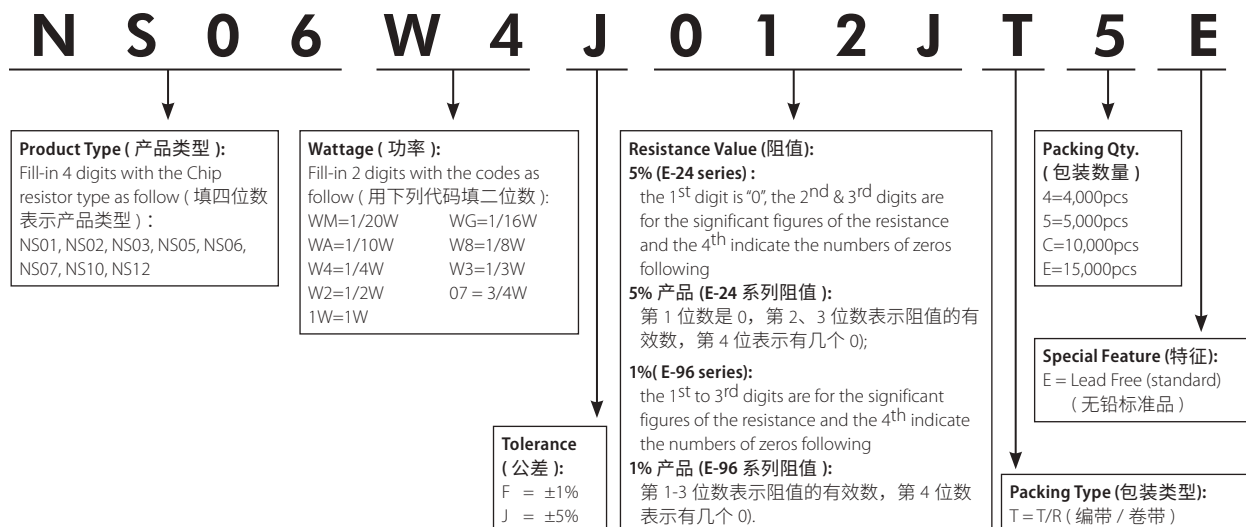 NS06W4J012JT5E
Product Type ( 产品类型 ):
Fill-in 4 digits with the Chip
resistor type as follow ( 填四位数
表示产品类型 ) :
NS01, NS02, NS03, NS05, NS06,
NS07, NS10, NS12
Wattage ( 功率 ):
Fill-in 2 digits with the codes as
follow ( 用下列代码填二位数 ):
WM=1/20W WG=1/16W
WA=1/10W W8=1/8W
W4=1/4W W3=1/3W
W2=1/2W 07 = 3/4W
1W=1W
Tolerance
( 公差 ):
F = ±1%
J = ±5%
Resistance Value (阻值):
5% (E-24 series) :
the 1st digit is “0”, the 2nd & 3rd digits are
for the significant figures of the resistance
and the 4th indicate the numbers of zeros
following
5% 产品 (E-24 系列阻值 ):
第 1 位数是 0，第 2、3 位数表示阻值的有
效数，第 4 位表示有几个 0);
1%( E-96 series):
the 1st to 3rd digits are for the significant
figures of the resistance and the 4th indicate
the numbers of zeros following
1% 产品 (E-96 系列阻值 ):
第 1-3 位数表示阻值的有效数，第 4 位数
表示有几个 0).
Packing Qty.
( 包装数量 )
4=4,000pcs
5=5,000pcs
C=10,000pcs
E=15,000pcs
Special Feature (特征):
E = Lead Free (standard)
( 无铅标准品 )
Packing Type (包装类型):
T = T/R ( 编带 / 卷带 )